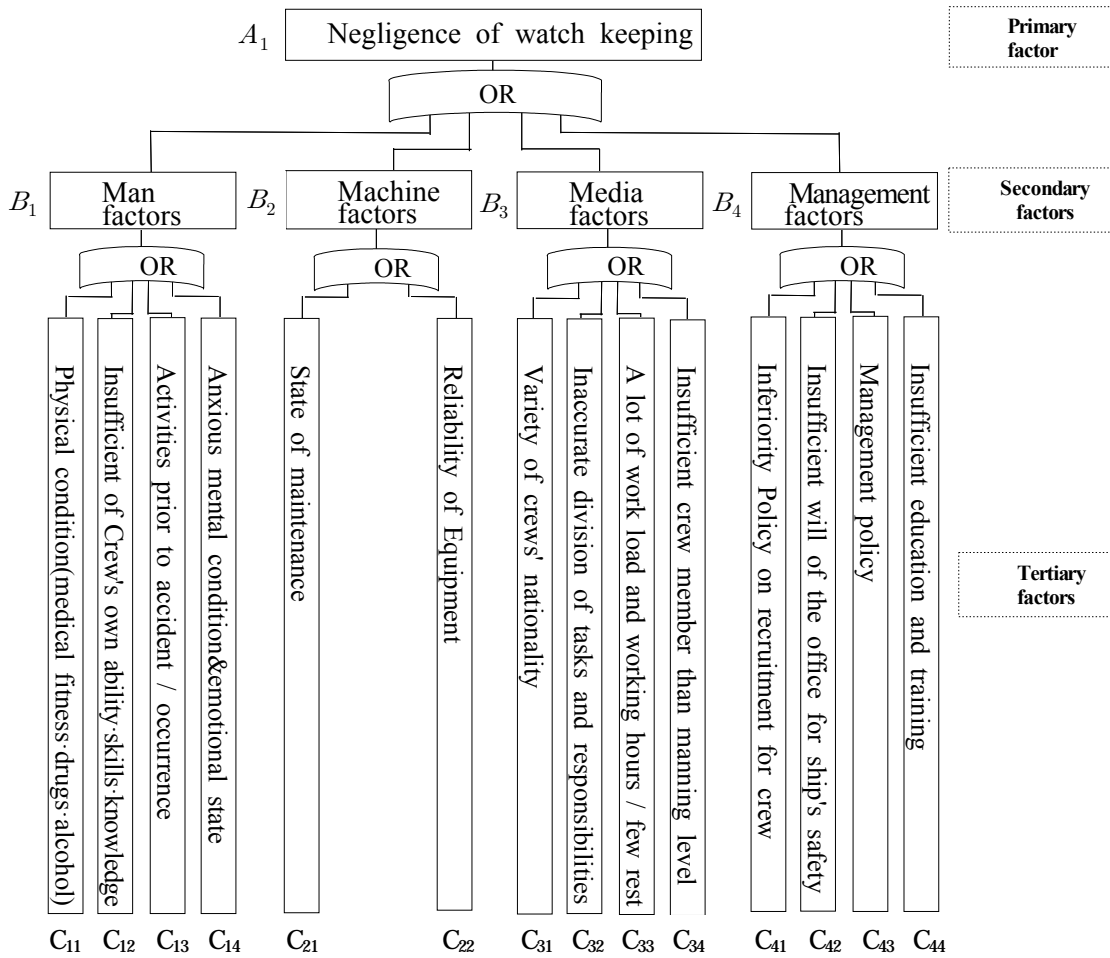 A1 Negligence of watch keeping
Primary
factor
OR
B1 Man
factors
B2 Machine
factors
B3 Media
factors
B4 Management
factors
Secondary
factors
OR
OR
OR
OR
Physical condition(medical fitness·drugs·alcohol)
Insufficient of Crew's own ability·skills·knowledge
Activities prior to accident / occurrence
Anxious mental condition&emotional state
State of maintenance
Reliability of Equipment
Variety of crews' nationality
Inaccurate division of tasks and responsibilities
A lot of work load and working hours / few rest
Insufficient crew member than manning level
Inferiority Policy on recruitment for crew
Insufficient will of the office for ship's safety
Management policy
Insufficient education and training
Tertiary
factors
C11 C12 C13 C14 C21 C22 C31 C32 C33 C34 C41 C42 C43 C44